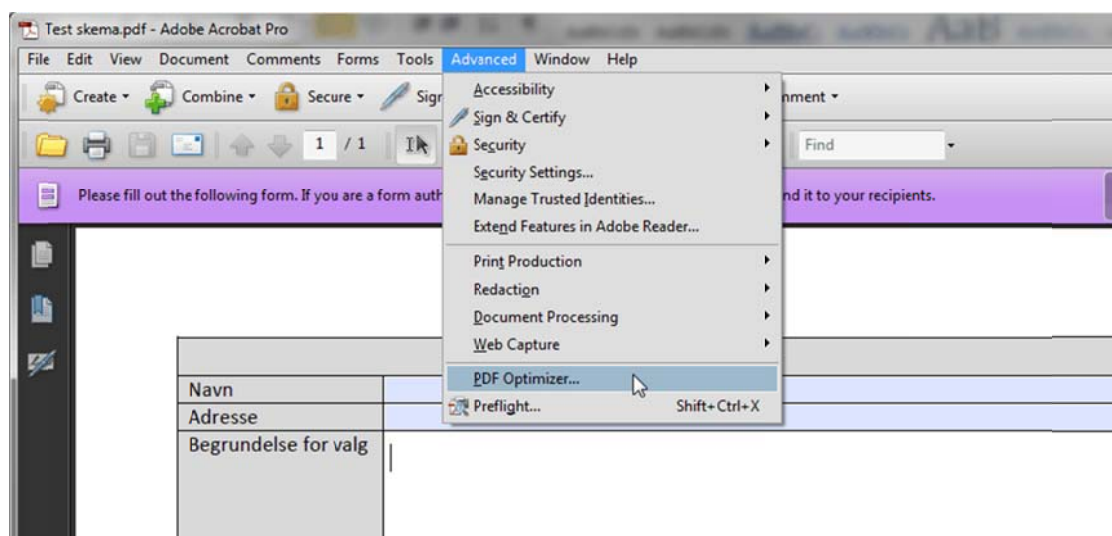 Test skema.pdf - Adobe Acrobat Pro
File Edit View Document Comments Forms Tools Advanced Window Help
Create Combine Secure nment
1 / 1 Find
Please fill out the following form. If you are a form nd it to your recipients.
Accessibility
Sign & Certify
Security
Security Settings...
Manage Trusted Identities...
Extend Features in Adobe Reader...
Print Production
Redaction
Document Processing
Web Capture
PDF Optimizer...
Preflight... Shift+Ctrl+X
Navn
Adresse
Begrundelse for valg